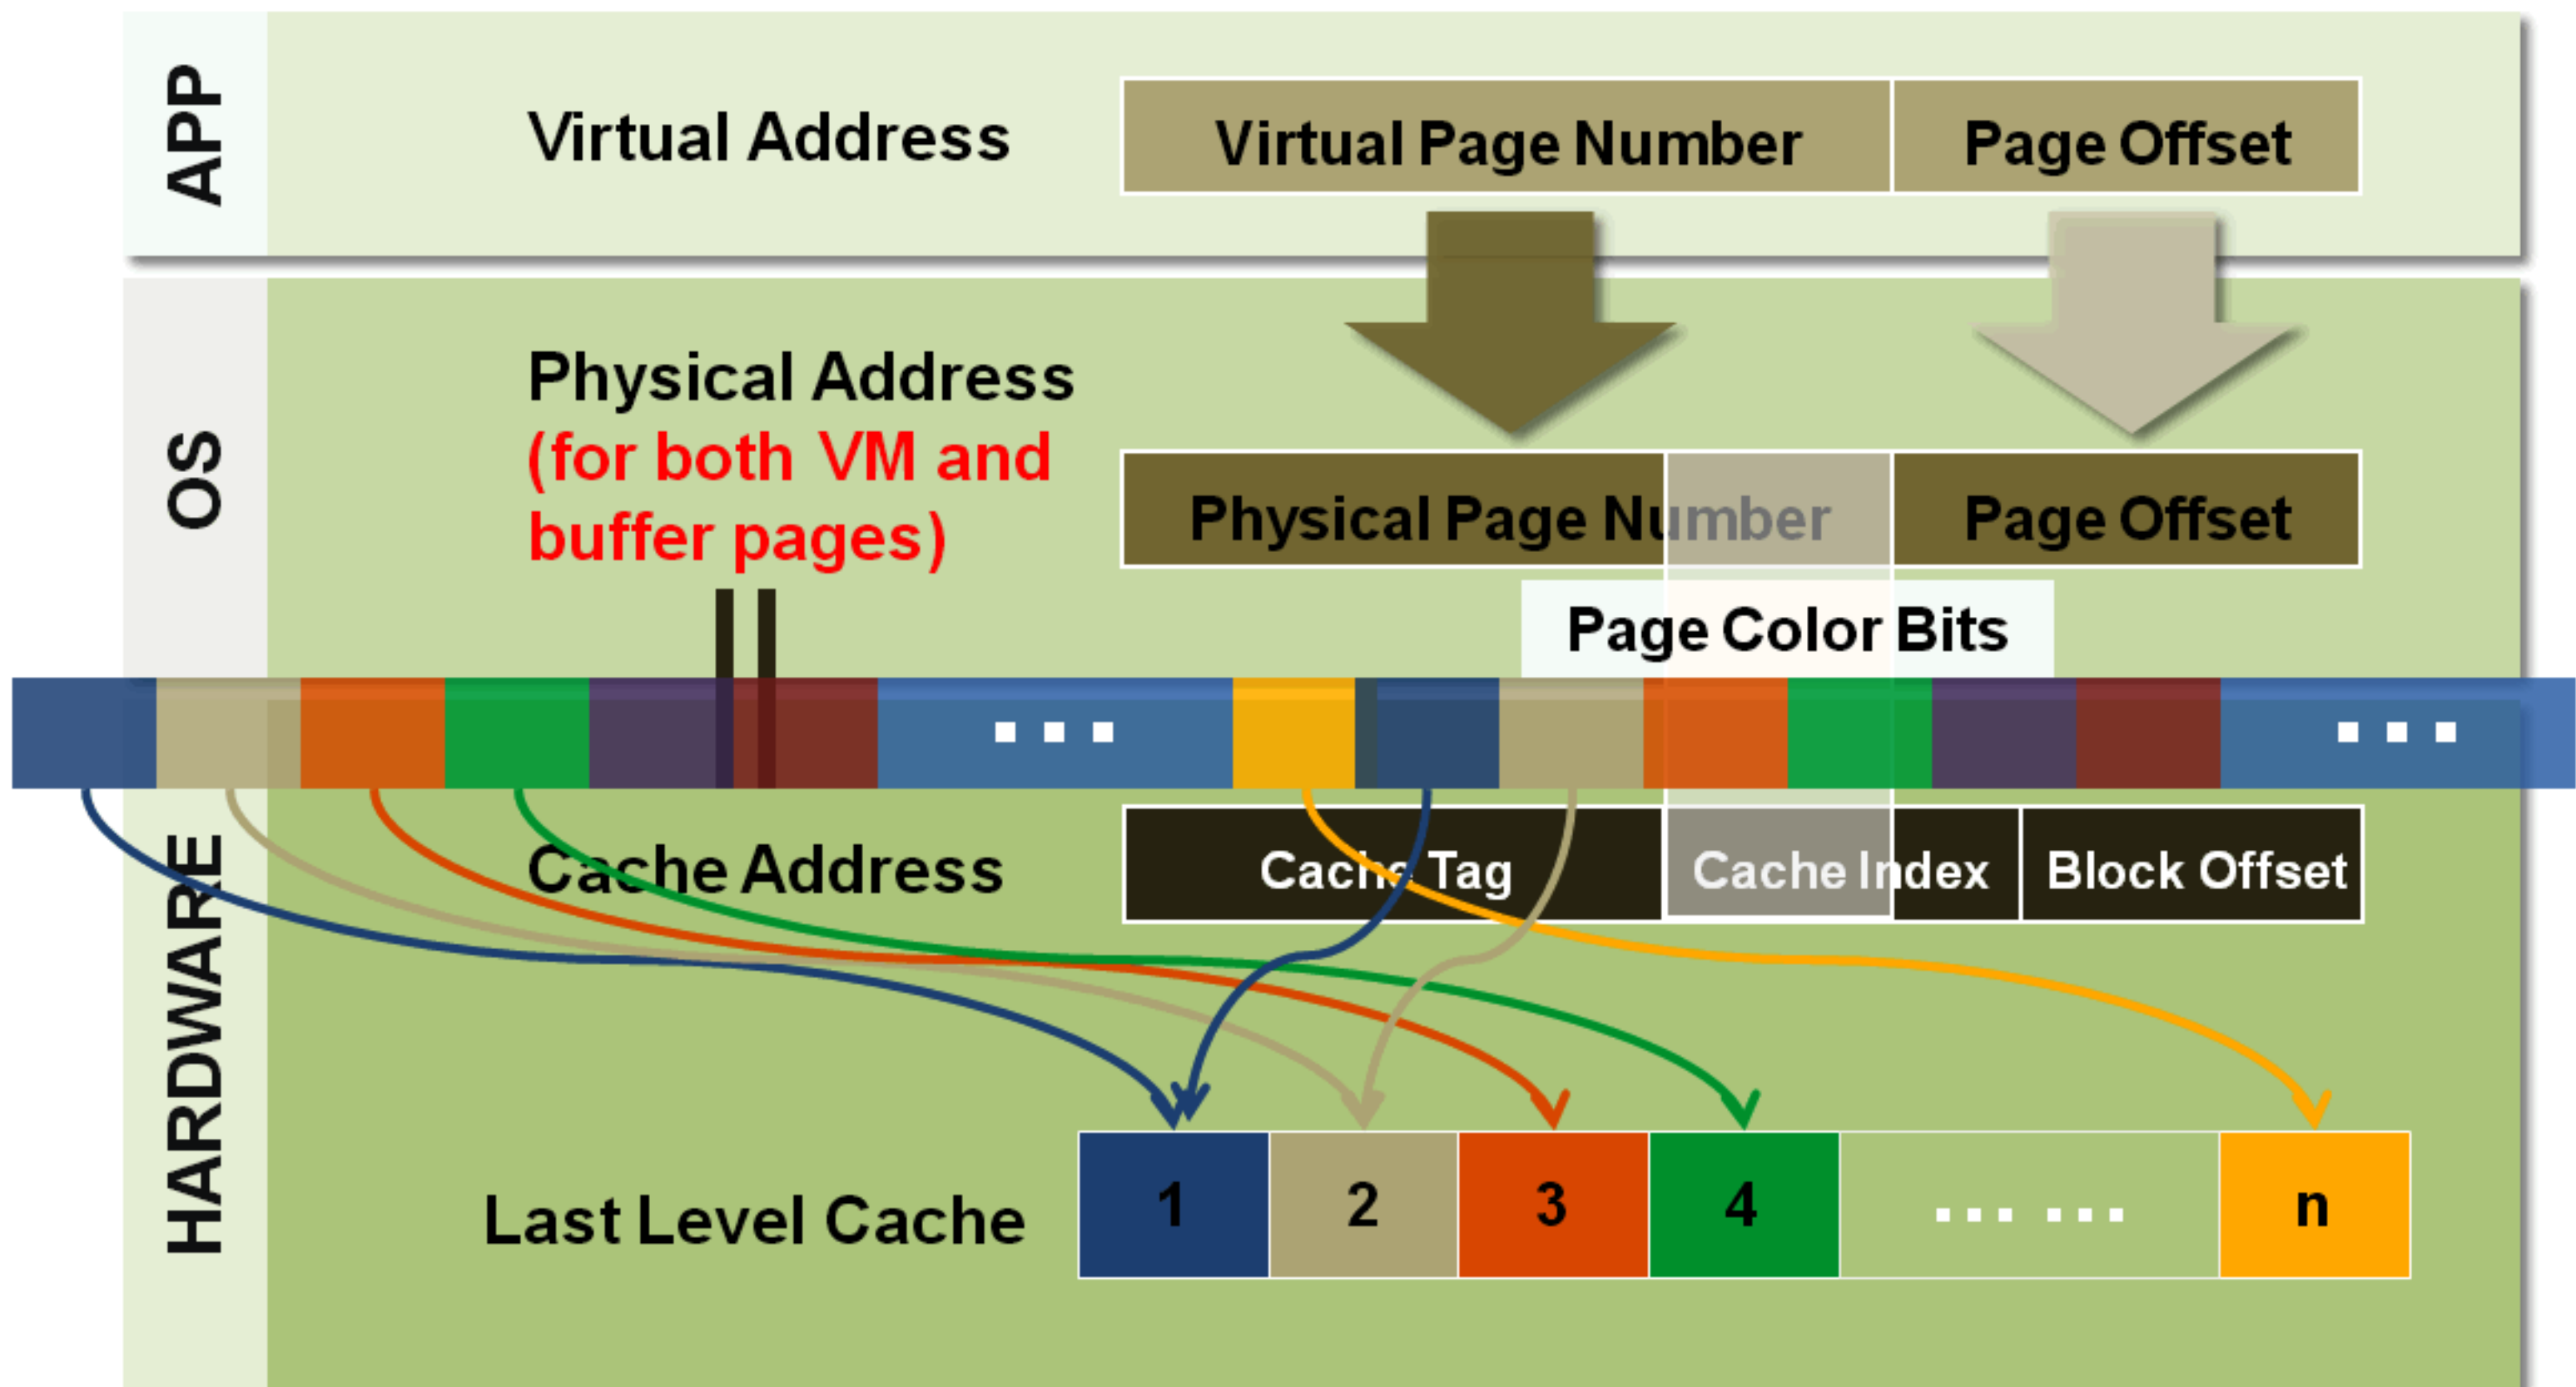 APP
Virtual Address
Virtual Page Number
Page Offset
OS
Physical Address
(for both VM and
buffer pages)
Physical Page Number
Page Offset
Page Color Bits
...
...
HARDWARE
Cache Address
Cache Tag
Cache Index
Block Offset
Last Level Cache
1
2
3
4
... ...
n